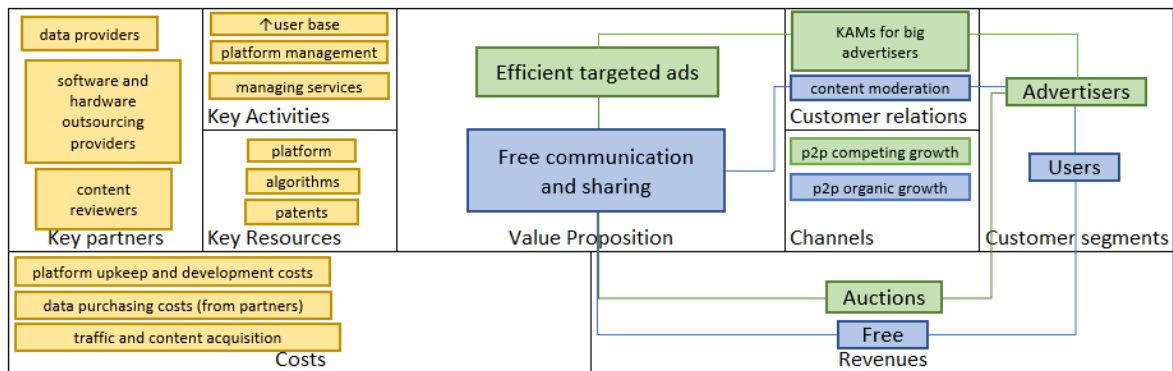 data providers
software and
hardware
outsourcing
providers
content
reviewers
Key partners
↑user base
platform management
managing services
Key Activities
platform
algorithms
patents
Key Resources
Efficient targeted ads
Free communication
and sharing
Value Proposition
KAMs for big
advertisers
content moderation
Customer relations
p2p competing growth
p2p organic growth
Channels
Advertisers
Users
Customer segments
platform upkeep and development costs
data purchasing costs (from partners)
traffic and content acquisition
Costs
Auctions
Free
Revenues